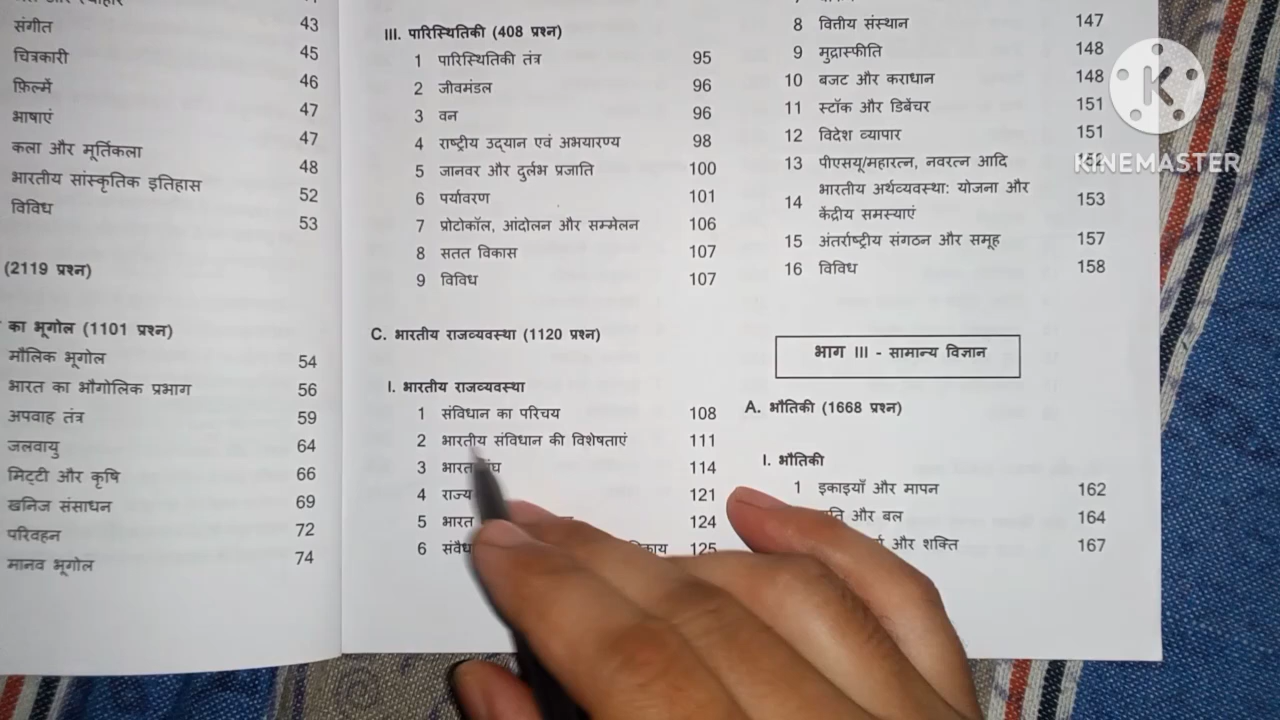 संगीत 43
चित्रकारी 45
फ़िल्में 46
भाषाएं 47
कला और मूर्तिकला 47
भारतीय सांस्कृतिक इतिहास 48
विविध 52
53
(2119 प्रश्न)
का भूगोल (1101 प्रश्न)
मौलिक भूगोल 54
भारत का भौगोलिक प्रभाग 56
अपवाह तंत्र 59
जलवायु 64
मिट्टी और कृषि 66
खनिज संसाधन 69
परिवहन 72
मानव भूगोल 74
III. पारिस्थितिकी (408 प्रश्न)
1 पारिस्थितिकी तंत्र 95
2 जीवमंडल 96
3 वन 96
4 राष्ट्रीय उद्यान एवं अभयारण्य 98
5 जानवर और दुर्लभ प्रजाति 100
6 पर्यावरण 101
7 प्रोटोकॉल, आंदोलन और सम्मेलन 106
8 सतत विकास 107
9 विविध 107
C. भारतीय राजव्यवस्था (1120 प्रश्न)
I. भारतीय राजव्यवस्था
1 संविधान का परिचय 108
2 भारतीय संविधान की विशेषताएं 111
3 भारत 114
4 राज्य 121
5 भारत 124
6 125
8 वित्तीय संस्थान 147
9 मुद्रास्फीति 148
10 बजट और कराधान 148
11 स्टॉक और डिबेंचर 151
12 विदेश व्यापार 151
13 पीएसयू/महारत्न, नवरत्न आदि 152
14 भारतीय अर्थव्यवस्था: योजना और केंद्रीय समस्याएं 153
15 अंतर्राष्ट्रीय संगठन और समूह 157
16 विविध 158
भाग III - सामान्य विज्ञान
A. भौतिकी (1668 प्रश्न)
I. भौतिकी
1 इकाइयाँ और मापन 162
और बल 164
और शक्ति 167
K
KINEMASTER